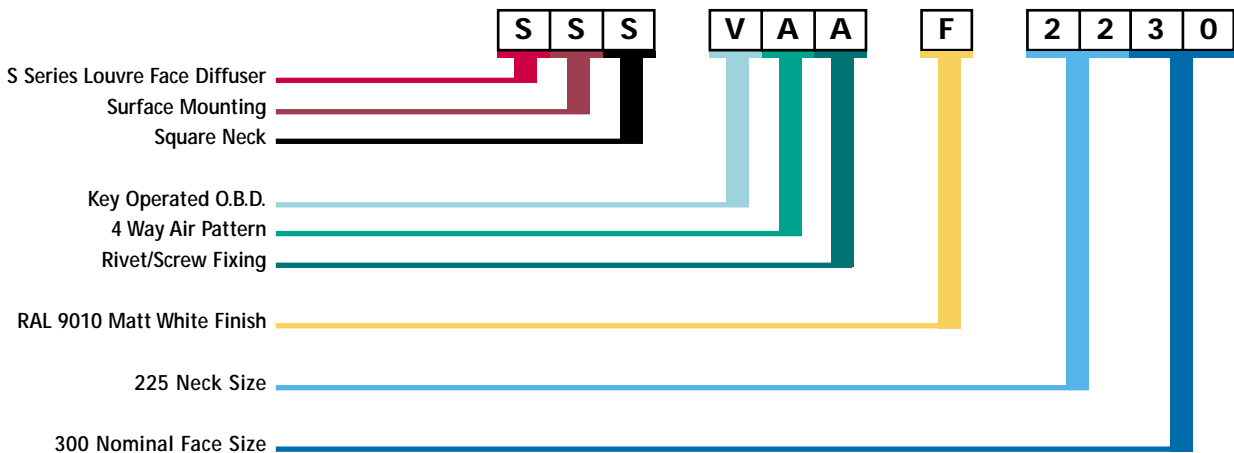 S S S V A A F 2 2 3 0
S Series Louvre Face Diffuser
Surface Mounting
Square Neck
Key Operated O.B.D.
4 Way Air Pattern
Rivet/Screw Fixing
RAL 9010 Matt White Finish
225 Neck Size
300 Nominal Face Size